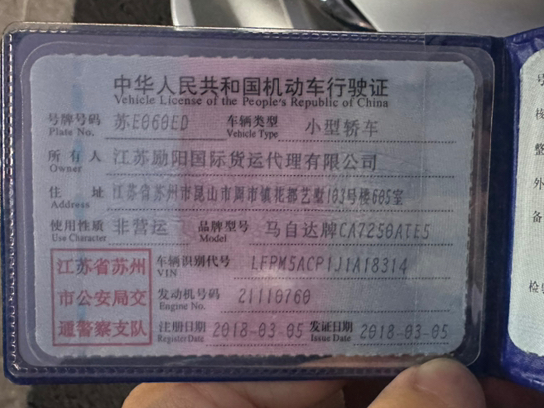 中华人民共和国机动车行驶证
Vehicle License of the People's Republic of China
号牌号码 苏E060ED 车辆类型 小型轿车
Plate No. Vehicle Type
所有人 江苏励阳国际货运代理有限公司
Owner
住址 江苏省苏州市昆山市周市镇花都艺墅103号楼605室
Address
使用性质 非营运 品牌型号 马自达牌CA7250ATE5
Use Character Model
江苏省苏州
市公安局交
通警察支队
车辆识别代号 LFPM5ACP1J1A18314
VIN
发动机号码 21110760
Engine No.
注册日期 2018-03-05 发证日期 2018-03-05
Register Date Issue Date
号
核
整
外
备
检验